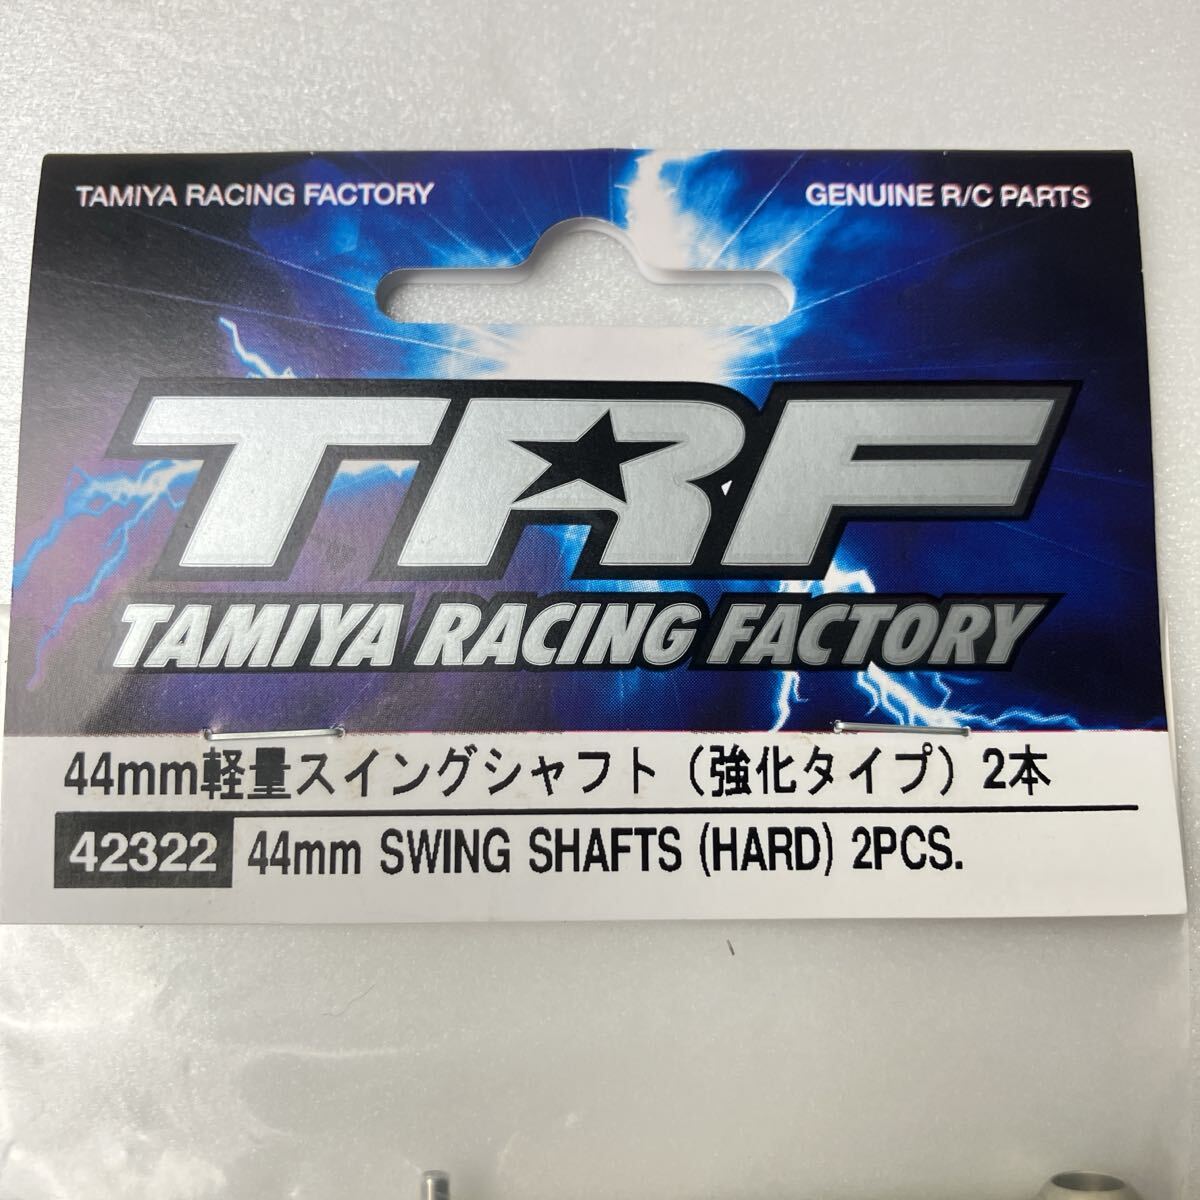 TAMIYA RACING FACTORY
GENUINE R/C PARTS
TRF
TAMIYA RACING FACTORY
44mm軽量スイングシャフト（強化タイプ）2本
42322 44mm SWING SHAFTS (HARD) 2PCS.